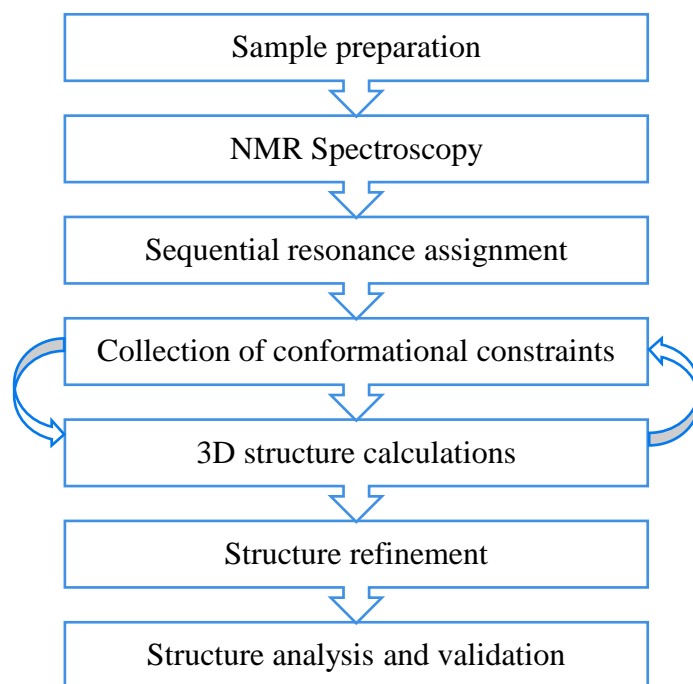 Sample preparation
NMR Spectroscopy
Sequential resonance assignment
Collection of conformational constraints
3D structure calculations
Structure refinement
Structure analysis and validation